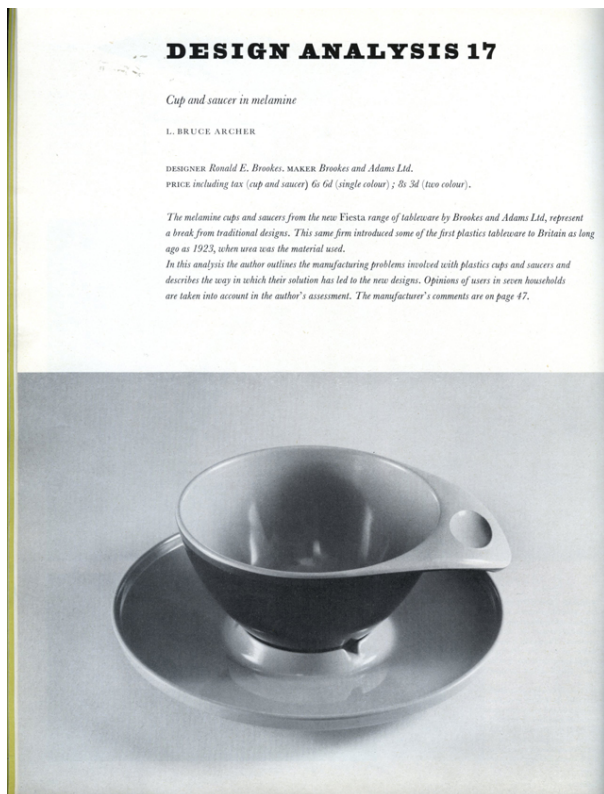 DESIGN ANALYSIS 17
Cup and saucer in melamine
L. BRUCE ARCHER
DESIGNER Ronald E. Brookes. MAKER Brookes and Adams Ltd.
PRICE including tax (cup and saucer) 6s 6d (single colour) ; 8s 3d (two colour).
The melamine cups and saucers from the new Fiesta range of tableware by Brookes and Adams Ltd, represent
a break from traditional designs. This same firm introduced some of the first plastics tableware to Britain as long
ago as 1923, when urea was the material used.
In this analysis the author outlines the manufacturing problems involved with plastics cups and saucers and
describes the way in which their solution has led to the new designs. Opinions of users in seven households
are taken into account in the author's assessment. The manufacturer's comments are on page 47.